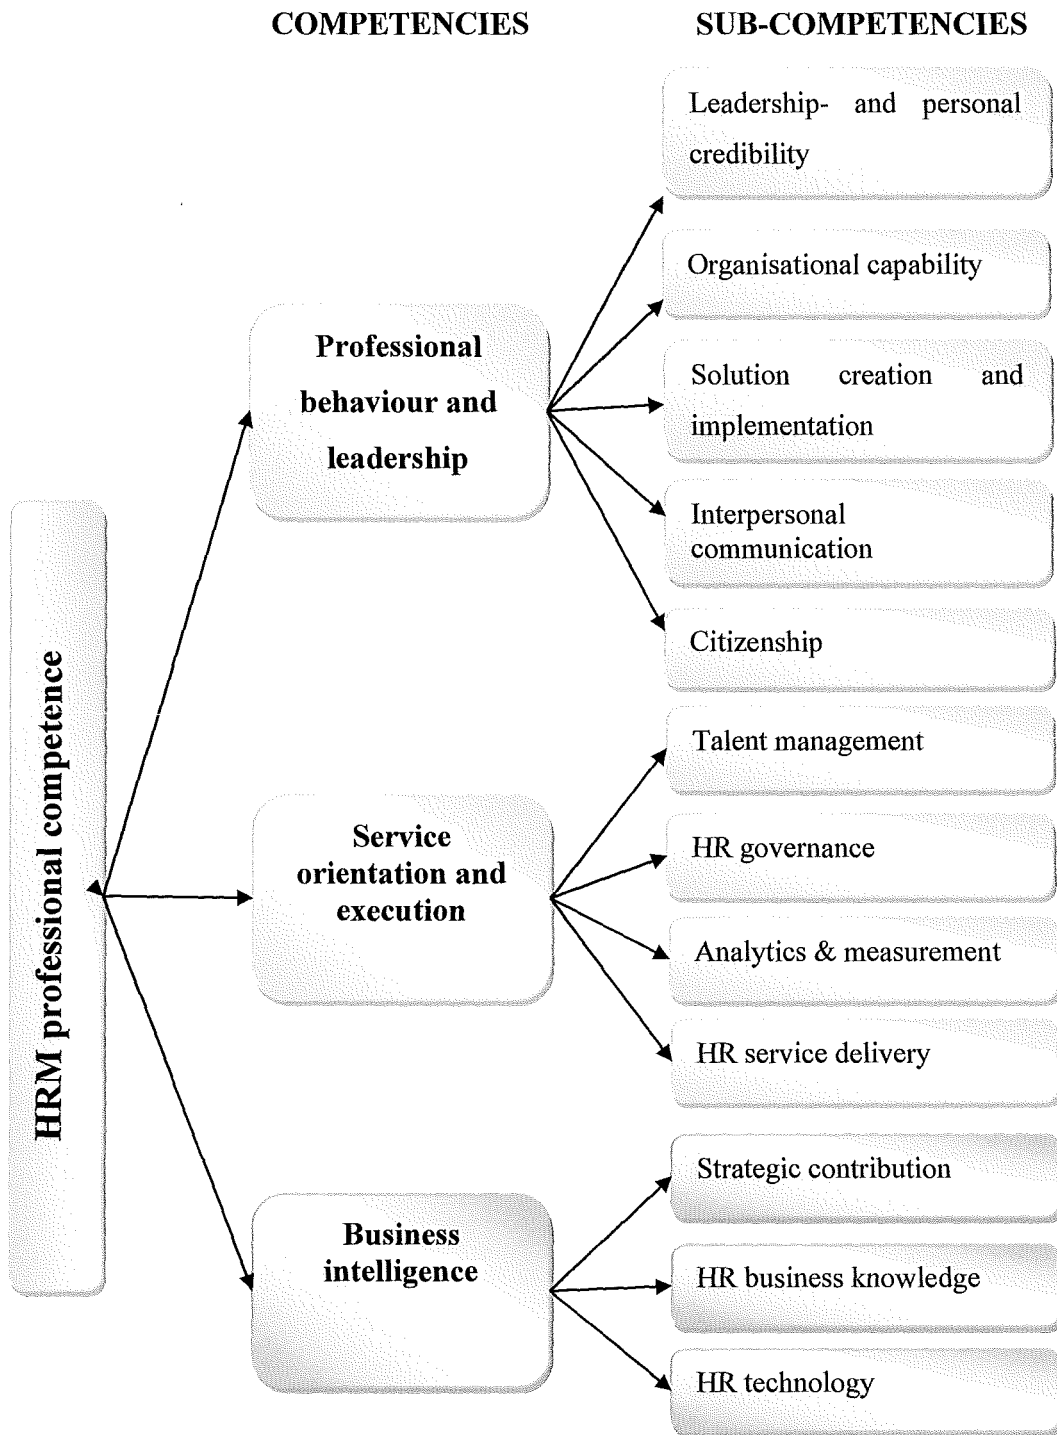 COMPETENCIES
SUB-COMPETENCIES
HRM professional competence
Professional
behaviour and
leadership
Leadership- and personal
credibility
Organisational capability
Solution creation and
implementation
Interpersonal
communication
Citizenship
Service
orientation and
execution
Talent management
HR governance
Analytics & measurement
HR service delivery
Business
intelligence
Strategic contribution
HR business knowledge
HR technology